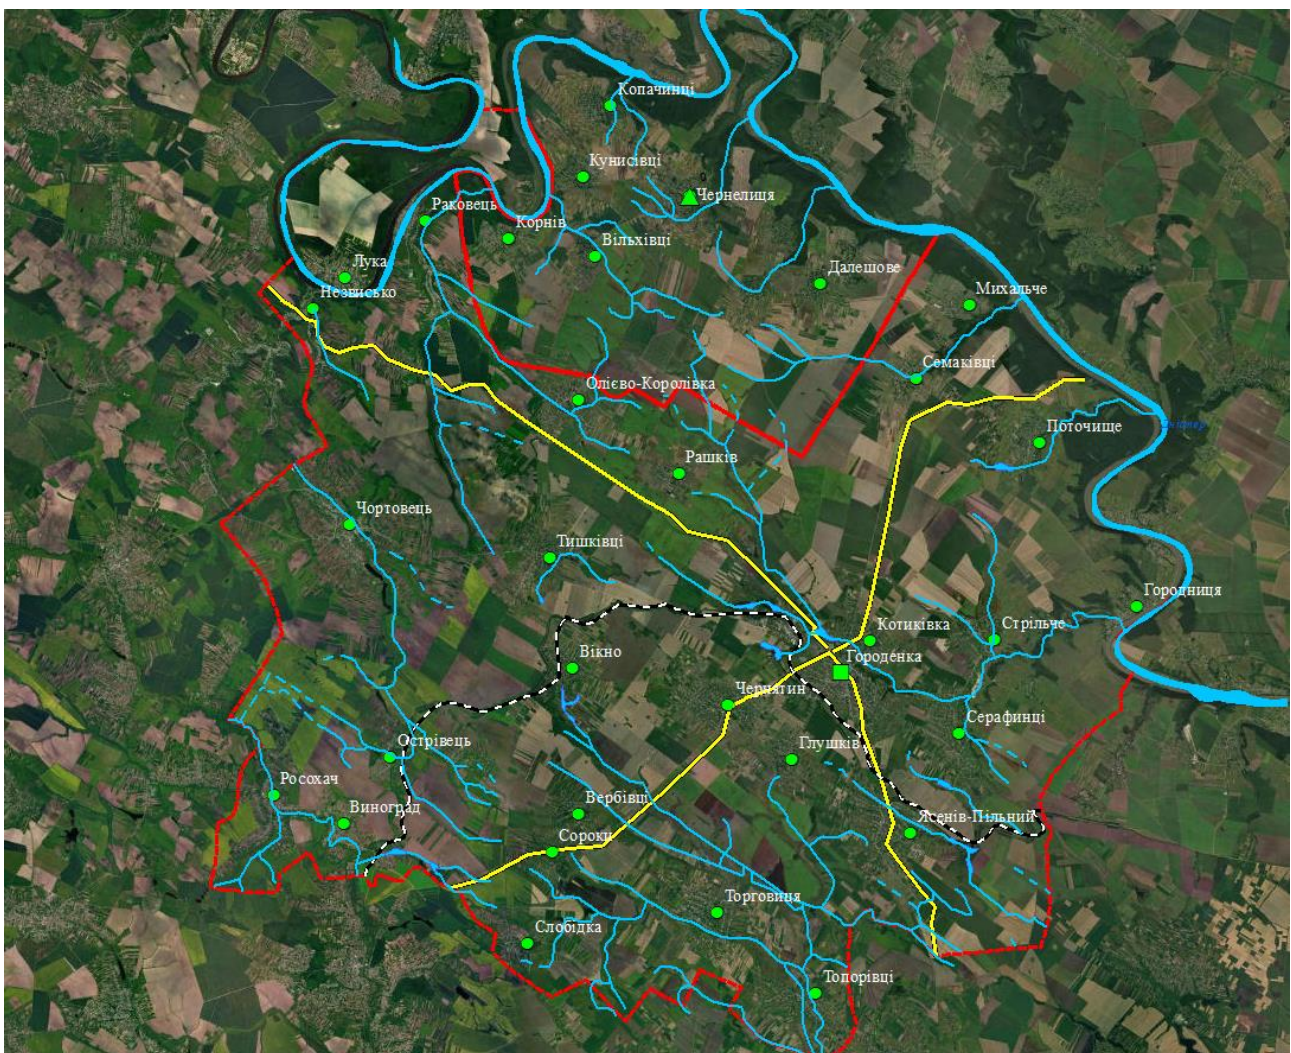 Копачинці
Кунисівці
Чернелиця
Раковець
Корнів
Вільхівці
Лука
Далешове
Незвисько
Михальче
Семаківці
Олієво-Королівка
Дністер
Поточище
Рашків
Чортовець
Тишківці
Городниця
Котиківка
Стрільче
Вікно
Городенка
Чернятин
Серафинці
Острівець
Глушків
Росохач
Виноград
Вербівці
Ясенів-Пільний
Сороки
Торговиця
Слобідка
Топорівці